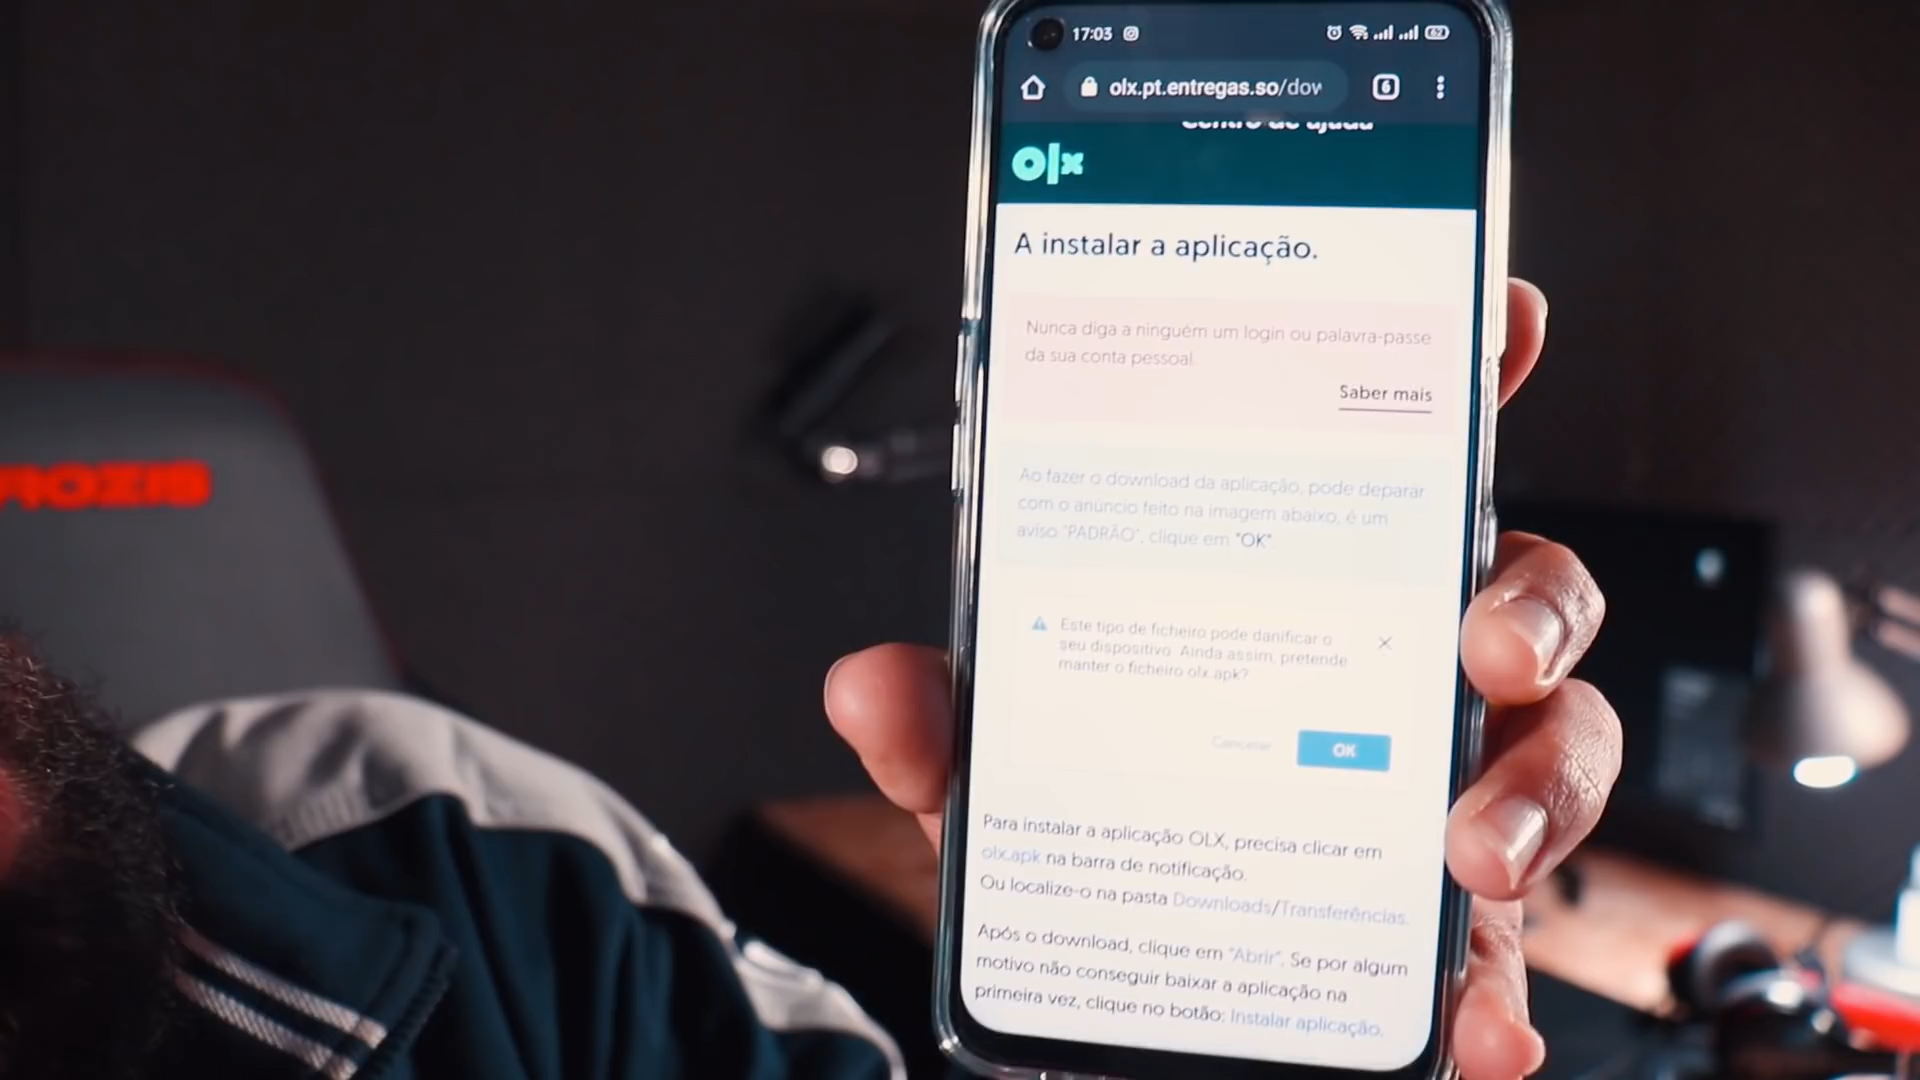 17:03
62
olx.pt.entregas.so/dow
6
Centro de ajuda
olx
A instalar a aplicação.
Nunca diga a ninguém um login ou palavra-passe
da sua conta pessoal.
Saber mais
Ao fazer o download da aplicação, pode deparar
com o anúncio feito na imagem abaixo, é um
aviso "PADRÃO", clique em "OK"
Este tipo de ficheiro pode danificar o
seu dispositivo. Ainda assim, pretende
manter o ficheiro olx.apk?
Cancelar
OK
Para instalar a aplicação OLX, precisa clicar em
olx.apk na barra de notificação.
Ou localize-o na pasta Downloads/Transferências.
Após o download, clique em "Abrir". Se por algum
motivo não conseguir baixar a aplicação na
primeira vez, clique no botão: Instalar aplicação.